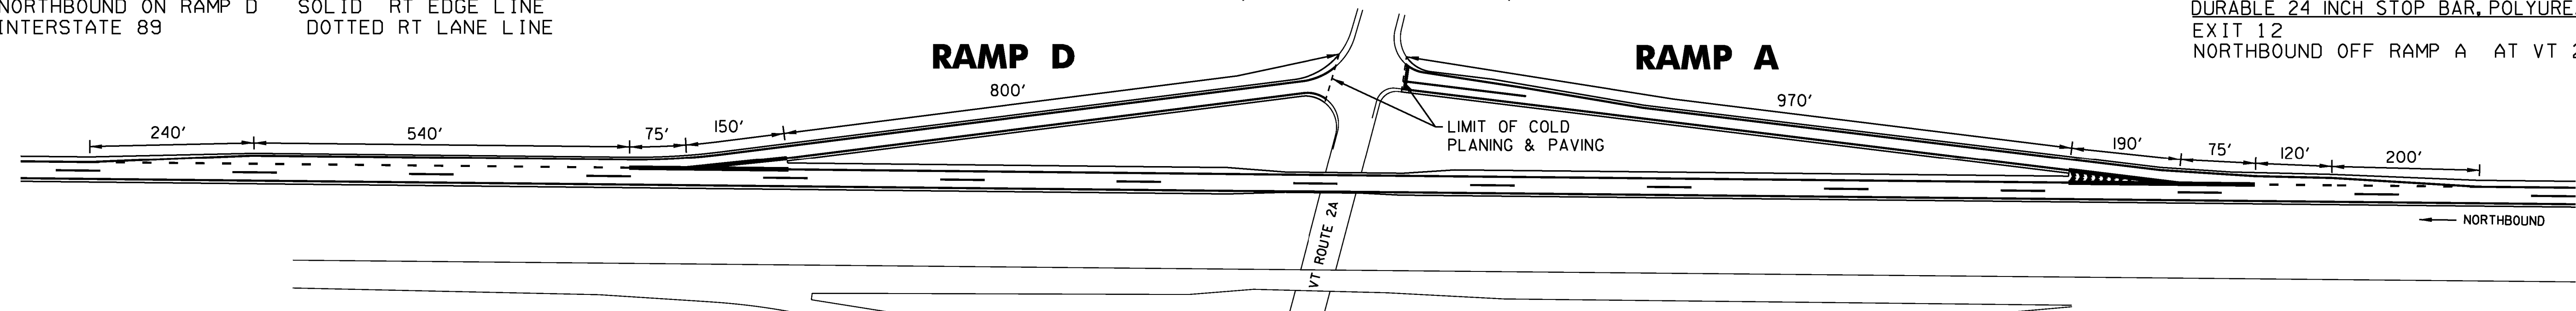 NORTHBOUND ON RAMP D SOLID RT EDGE LINE
INTERSTATE 89 DOTTED RT LANE LINE
DURABLE 24 INCH STOP BAR, POLYURE
EXIT 12
NORTHBOUND OFF RAMP A AT VT 2
RAMP D
RAMP A
800'
970'
240'
540'
75'
150'
LIMIT OF COLD
PLANING & PAVING
190'
75'
120'
200'
VT ROUTE 2A
NORTHBOUND